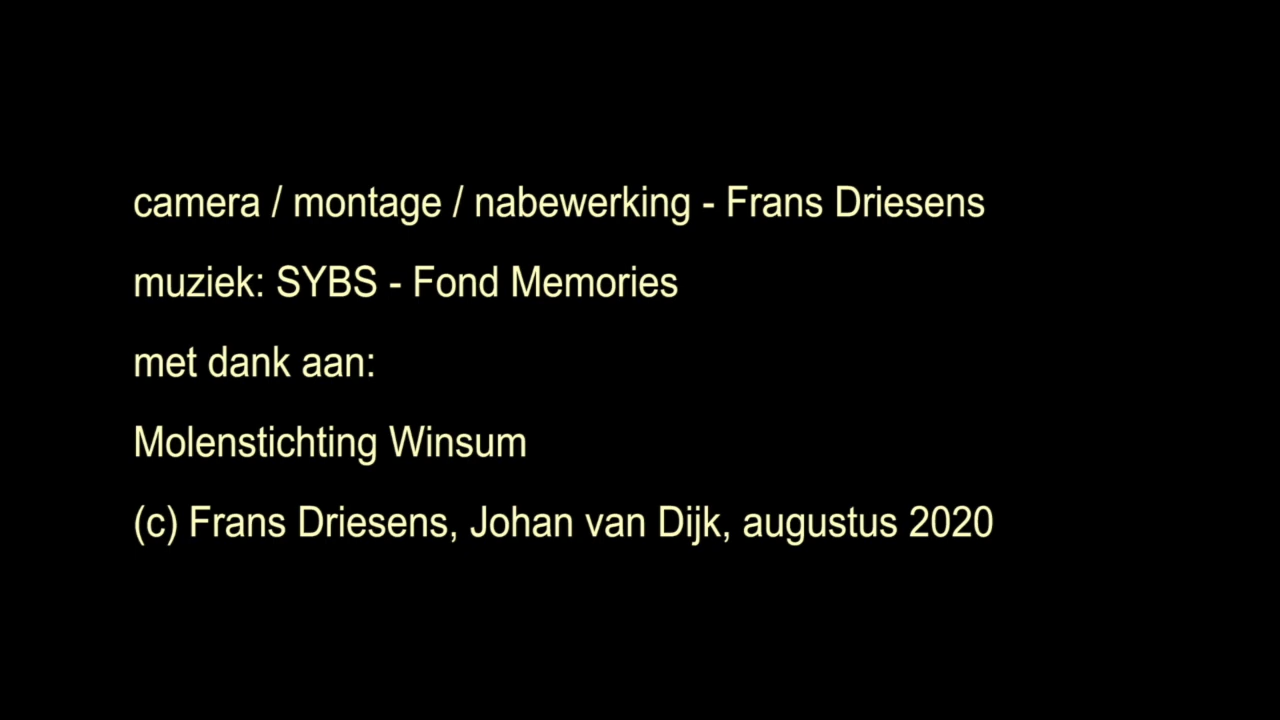 camera / montage / nabewerking - Frans Driesens
muziek: SYBS - Fond Memories
met dank aan:
Molenstichting Winsum
(c) Frans Driesens, Johan van Dijk, augustus 2020